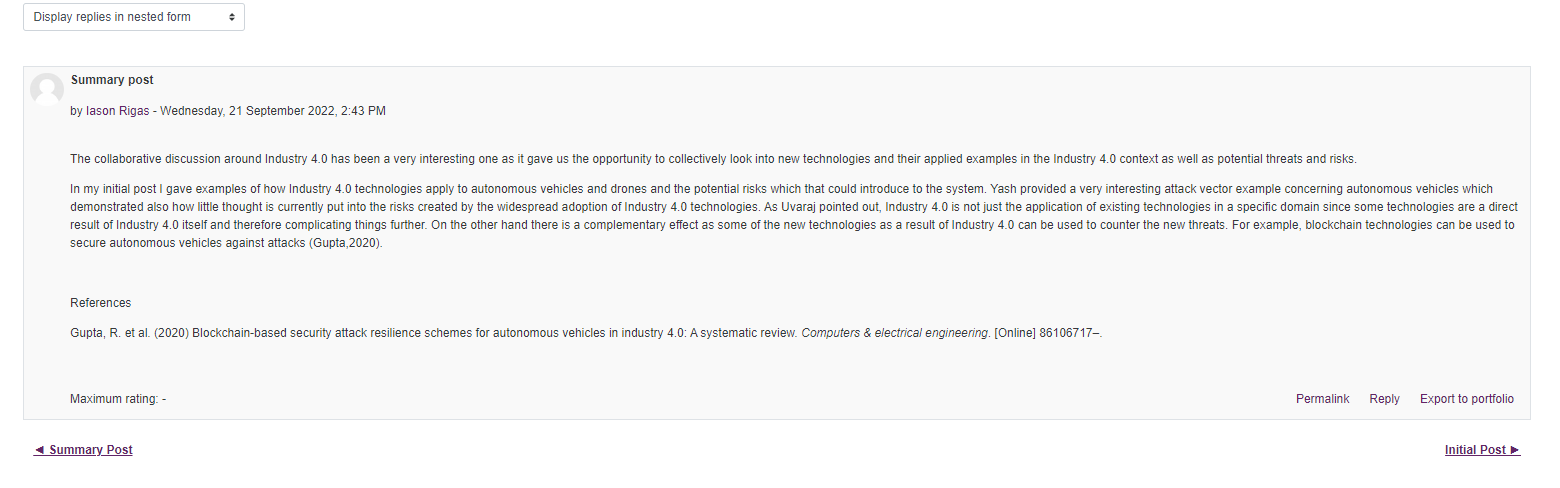 Display replies in nested form
Summary post
by Iason Rigas - Wednesday, 21 September 2022, 2:43 PM
The collaborative discussion around Industry 4.0 has been a very interesting one as it gave us the opportunity to collectively look into new technologies and their applied examples in the Industry 4.0 context as well as potential threats and risks.
In my initial post I gave examples of how Industry 4.0 technologies apply to autonomous vehicles and drones and the potential risks which that could introduce to the system. Yash provided a very interesting attack vector example concerning autonomous vehicles which
demonstrated also how little thought is currently put into the risks created by the widespread adoption of Industry 4.0 technologies. As Uvaraj pointed out, Industry 4.0 is not just the application of existing technologies in a specific domain since some technologies are a direct
result of Industry 4.0 itself and therefore complicating things further. On the other hand there is a complementary effect as some of the new technologies as a result of Industry 4.0 can be used to counter the new threats. For example, blockchain technologies can be used to
secure autonomous vehicles against attacks (Gupta,2020).
References
Gupta, R. et al. (2020) Blockchain-based security attack resilience schemes for autonomous vehicles in industry 4.0: A systematic review. Computers & electrical engineering. [Online] 86106717–.
Maximum rating: -
Permalink Reply Export to portfolio
◄ Summary Post
Initial Post ►